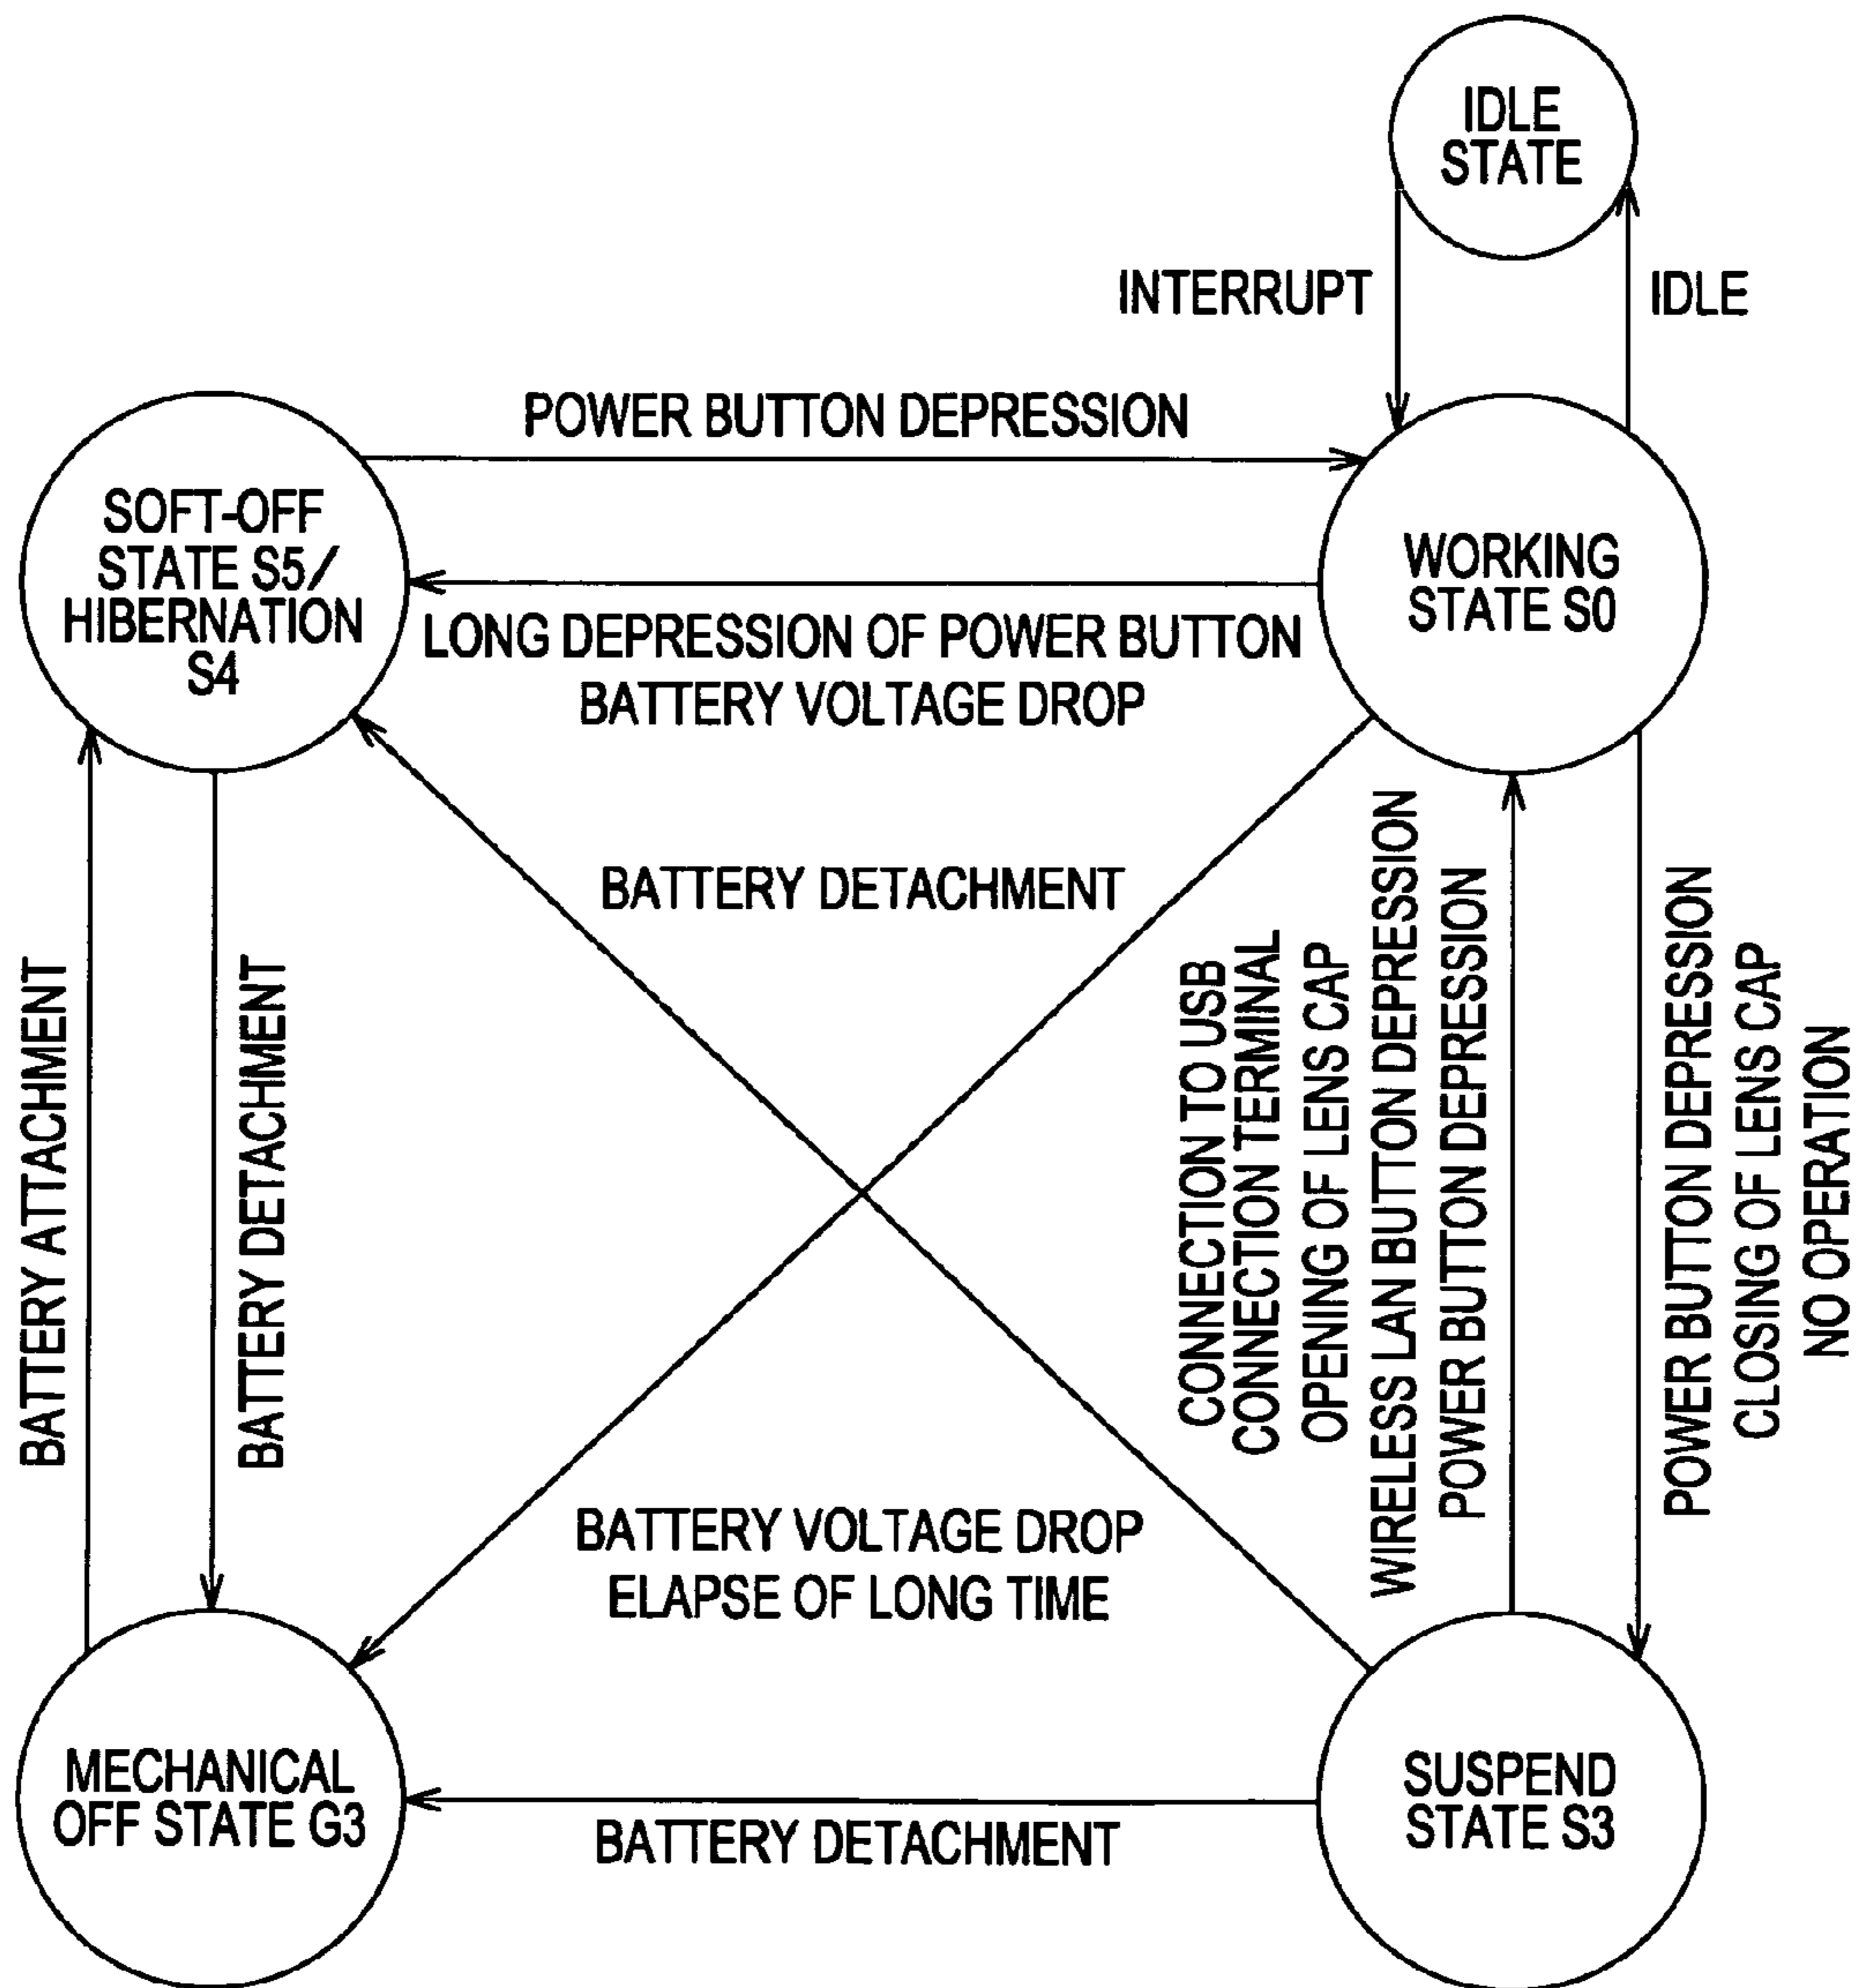 IDLE
STATE
INTERRUPT
IDLE
POWER BUTTON DEPRESSION
SOFT-OFF
STATE S5/
HIBERNATION
S4
WORKING
STATE S0
LONG DEPRESSION OF POWER BUTTON
BATTERY VOLTAGE DROP
BATTERY DETACHMENT
BATTERY ATTACHMENT
BATTERY DETACHMENT
CONNECTION TO USB
CONNECTION TERMINAL
OPENING OF LENS CAP
WIRELESS LAN BUTTON DEPRESSION
POWER BUTTON DEPRESSION
POWER BUTTON DEPRESSION
CLOSING OF LENS CAP
NO OPERATION
BATTERY VOLTAGE DROP
ELAPSE OF LONG TIME
MECHANICAL
OFF STATE G3
BATTERY DETACHMENT
SUSPEND
STATE S3